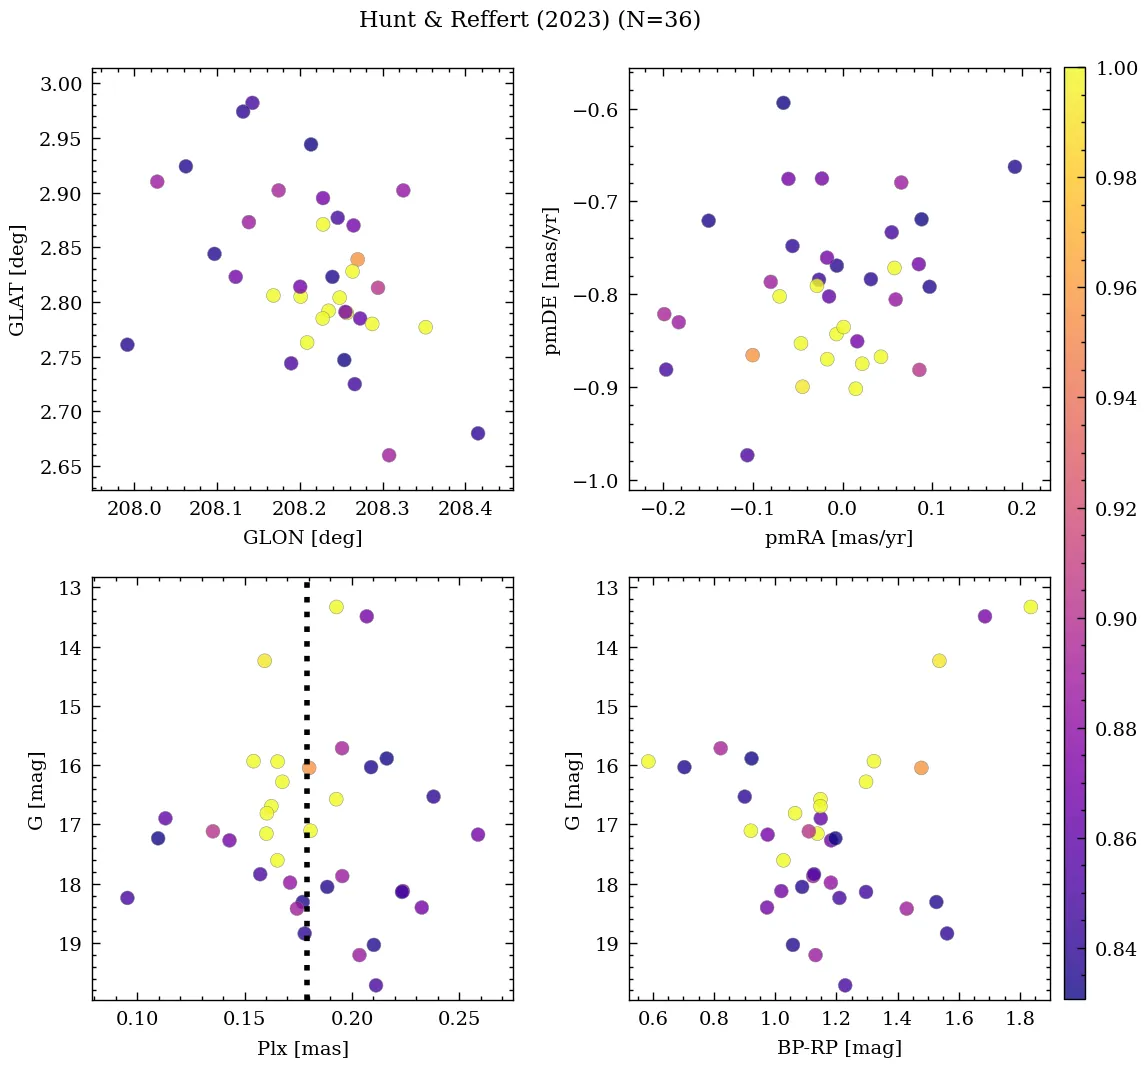 Hunt & Reffert (2023) (N=36)
3.00
2.95
2.90
2.85
2.80
2.75
2.70
2.65
GLAT [deg]
208.0 208.1 208.2 208.3 208.4
GLON [deg]
−0.6
−0.7
−0.8
−0.9
−1.0
pmDE [mas/yr]
−0.2 −0.1 0.0 0.1 0.2
pmRA [mas/yr]
13
14
15
16
17
18
19
G [mag]
0.10 0.15 0.20 0.25
Plx [mas]
13
14
15
16
17
18
19
G [mag]
0.6 0.8 1.0 1.2 1.4 1.6 1.8
BP-RP [mag]
1.00
0.98
0.96
0.94
0.92
0.90
0.88
0.86
0.84